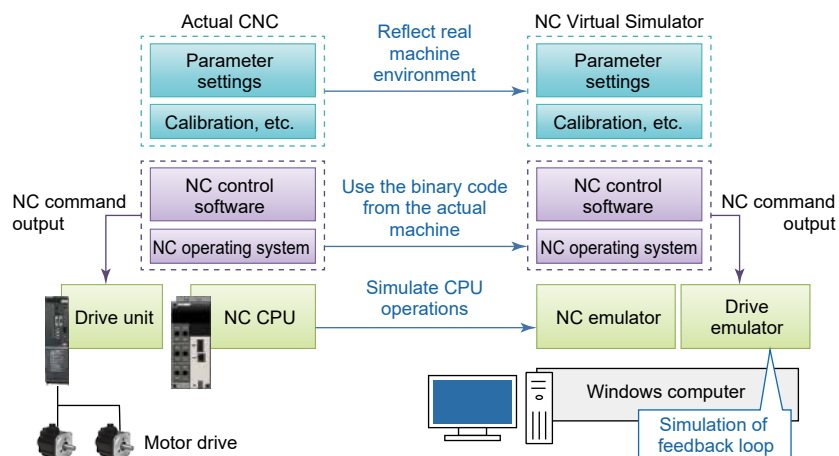 Actual CNC
NC Virtual Simulator
Parameter
settings
Calibration, etc.
Reflect real
machine
environment
Parameter
settings
Calibration, etc.
NC command
output
NC control
software
NC operating system
Use the binary code
from the actual
machine
NC control
software
NC operating system
NC command
output
Drive unit
NC CPU
Simulate CPU
operations
NC emulator
Drive
emulator
Windows computer
Simulation of
feedback loop
Motor drive